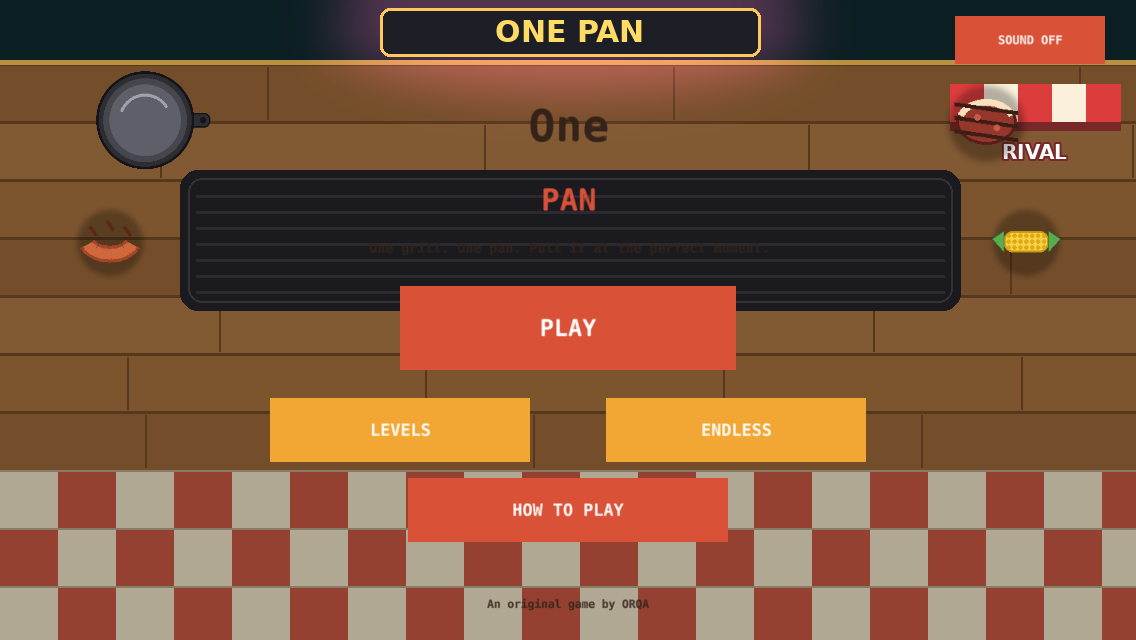 ONE PAN
SOUND OFF
One
RIVAL
PAN
One grill. One pan. Pull it at the perfect moment.
PLAY
LEVELS
ENDLESS
HOW TO PLAY
An original game by ORQA